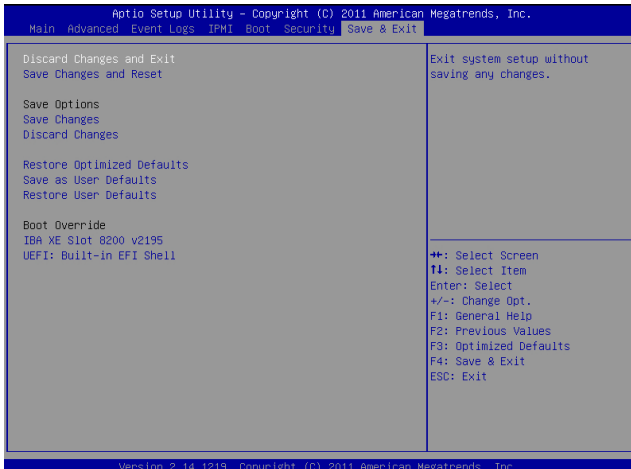 Aptio Setup Utility – Copyright (C) 2011 American Megatrends, Inc.
Main Advanced Event Logs IPMI Boot Security Save & Exit
Discard Changes and Exit
Save Changes and Reset
Save Options
Save Changes
Discard Changes
Restore Optimized Defaults
Save as User Defaults
Restore User Defaults
Boot Override
IBA XE Slot 8200 v2195
UEFI: Built-in EFI Shell
Exit system setup without
saving any changes.
→←: Select Screen
↑↓: Select Item
Enter: Select
+/-: Change Opt.
F1: General Help
F2: Previous Values
F3: Optimized Defaults
F4: Save & Exit
ESC: Exit
Version 2.14.1219. Copyright (C) 2011 American Megatrends, Inc.